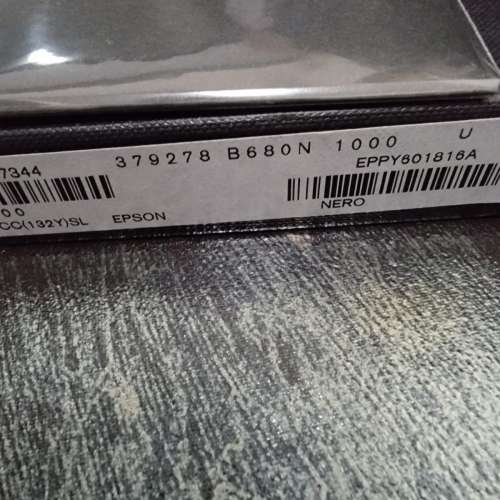 7344
379278 B680N 1000 U
EPPY601816A
00
CC(132Y)SL EPSON
NERO